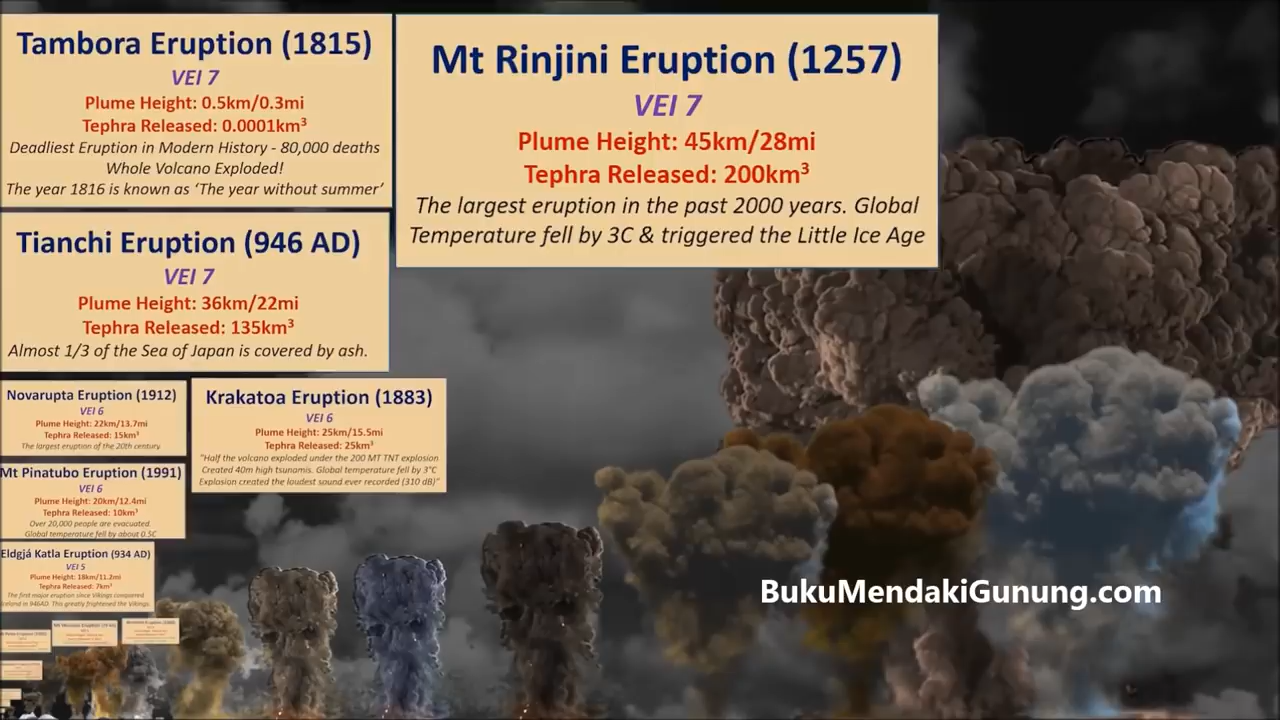 Tambora Eruption (1815)
VEI 7
Plume Height: 0.5km/0.3mi
Tephra Released: 0.0001km³
Deadliest Eruption in Modern History - 80,000 deaths
Whole Volcano Exploded!
The year 1816 is known as ‘The year without summer’
Mt Rinjini Eruption (1257)
VEI 7
Plume Height: 45km/28mi
Tephra Released: 200km³
The largest eruption in the past 2000 years. Global
Temperature fell by 3C & triggered the Little Ice Age
Tianchi Eruption (946 AD)
VEI 7
Plume Height: 36km/22mi
Tephra Released: 135km³
Almost 1/3 of the Sea of Japan is covered by ash.
Novarupta Eruption (1912)
VEI 6
Plume Height: 22km/13.7mi
Tephra Released: 15km³
The largest eruption of the 20th century
Krakatoa Eruption (1883)
VEI 6
Plume Height: 25km/15.5mi
Tephra Released: 25km³
"Half the volcano exploded under the 200 MT TNT explosion
Created 40m high tsunamis. Global temperature fell by 3°C
Explosion created the loudest sound ever recorded (310 dB)"
Mt Pinatubo Eruption (1991)
VEI 6
Plume Height: 20km/12.4mi
Tephra Released: 10km³
Over 20,000 people are evacuated
Global temperature fell by about 0.5C
Eldgjá Katla Eruption (934 AD)
VEI 5
Plume Height: 18km/11.2mi
Tephra Released: 7km³
The first major eruption since Vikings conquered
Iceland in 946AD. This greatly frightened the Vikings.
BukuMendakiGunung.com